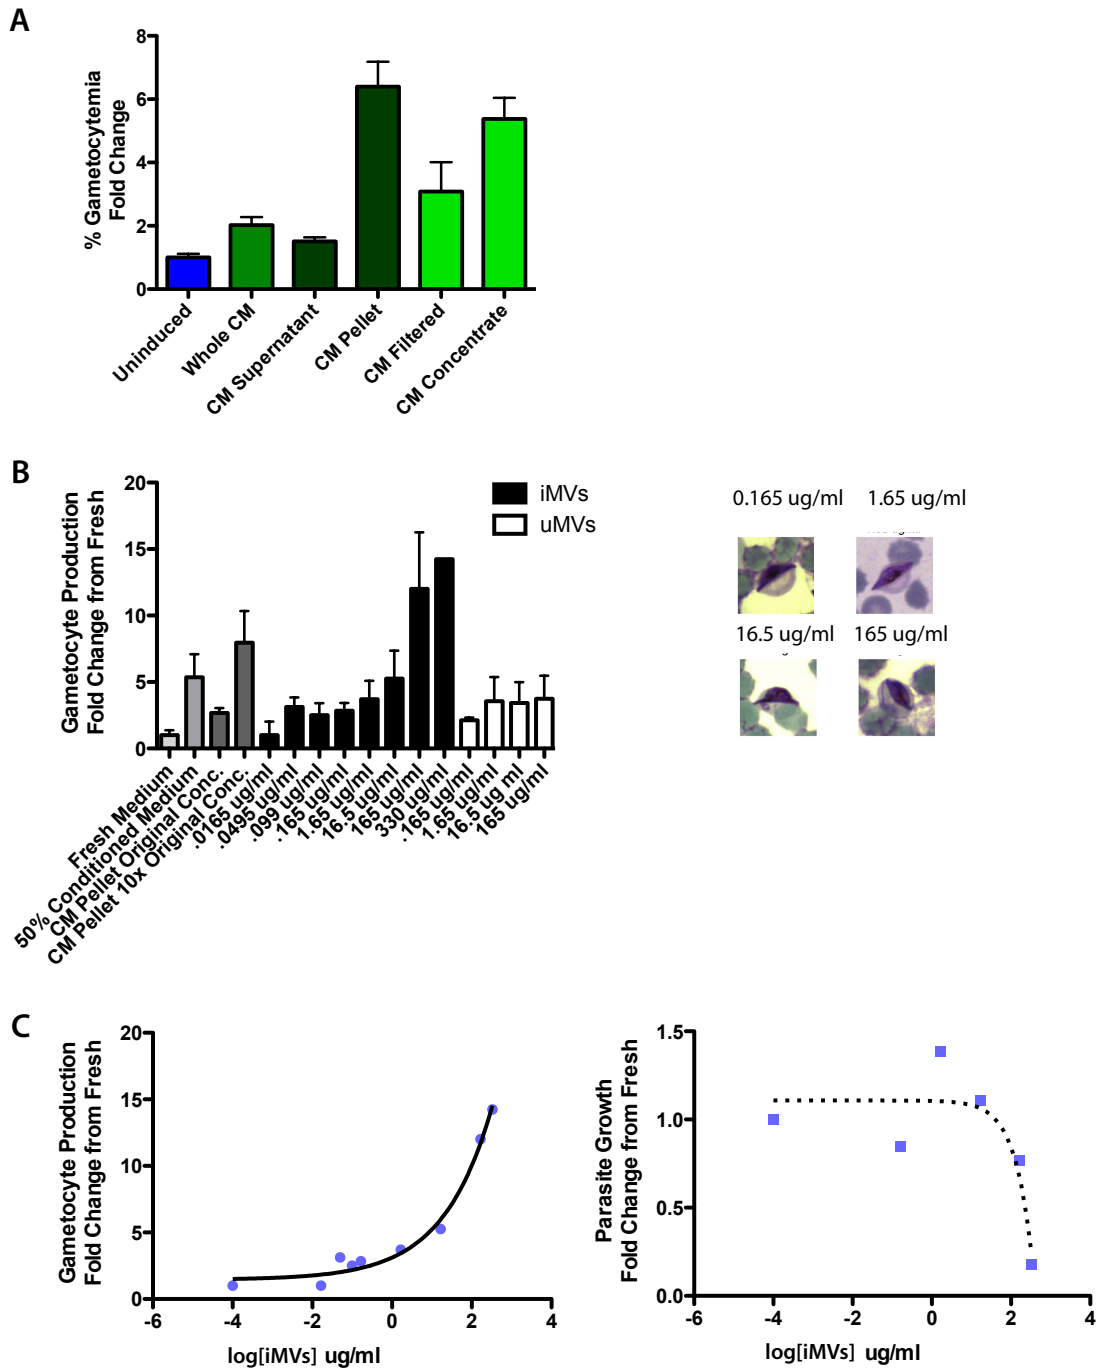 A
8
6
4
2
0
% Gametocytemia
Fold Change
Uninduced
Whole CM
CM Supernatant
CM Pellet
CM Filtered
CM Concentrate
B
20
15
10
5
0
Gametocyte Production
Fold Change from Fresh
iMVs
uMVs
Fresh Medium
50% Conditioned Medium
CM Pellet Original Conc.
CM Pellet 10x Original Conc.
.0165 ug/ml
.0495 ug/ml
.099 ug/ml
.165 ug/ml
1.65 ug/ml
16.5 ug/ml
165 ug/ml
330 ug/ml
.165 ug/ml
1.65 ug/ml
16.5 ug ml
165 ug/ml
0.165 ug/ml 1.65 ug/ml
16.5 ug/ml 165 ug/ml
C
20
15
10
5
0
Gametocyte Production
Fold Change from Fresh
-6 -4 -2 0 2 4
log[iMVs] ug/ml
1.5
1.0
0.5
0.0
Parasite Growth
Fold Change from Fresh
-6 -4 -2 0 2 4
log[iMVs] ug/ml